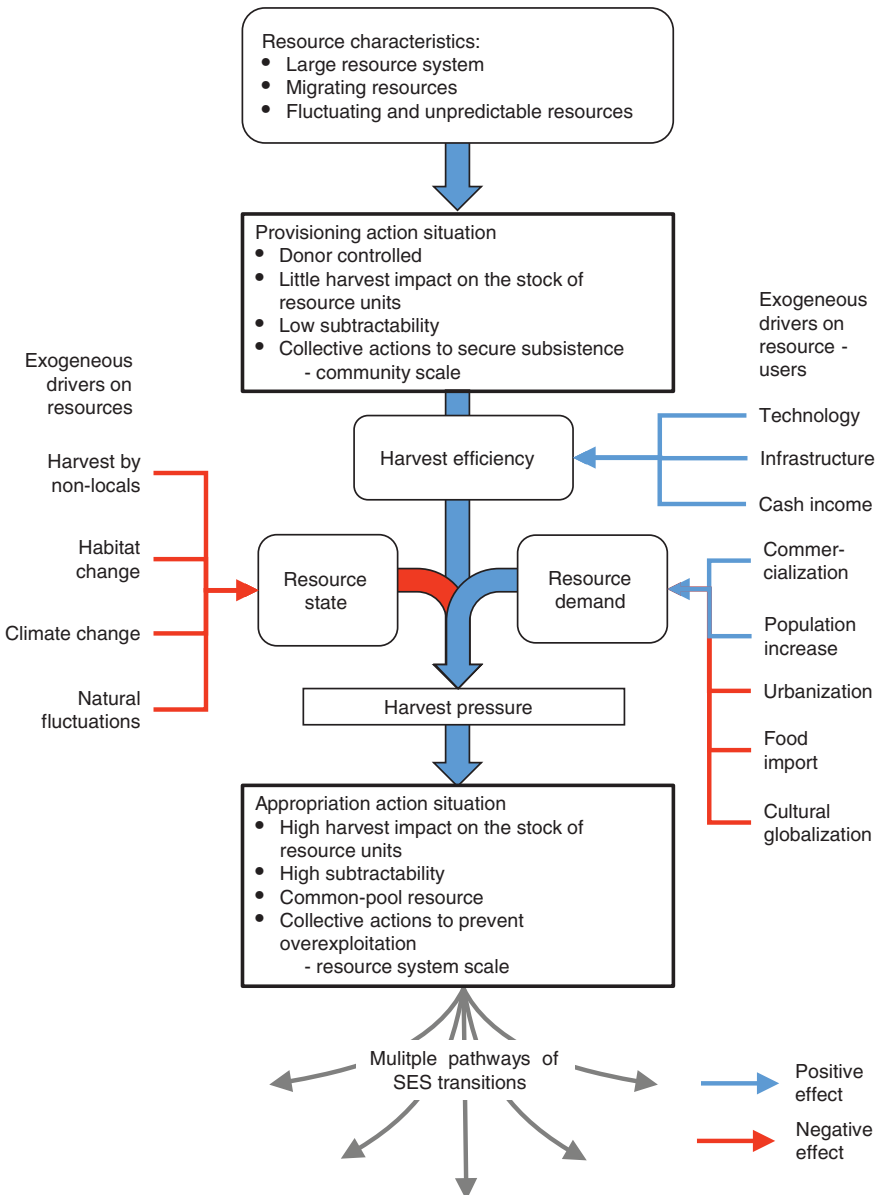 Resource characteristics:
• Large resource system
• Migrating resources
• Fluctuating and unpredictable resources
Provisioning action situation
• Donor controlled
• Little harvest impact on the stock of
resource units
• Low subtractability
• Collective actions to secure subsistence
- community scale
Exogeneous
drivers on
resource -
users
Exogeneous
drivers on
resources
Technology
Harvest efficiency
Infrastructure
Cash income
Harvest by
non-locals
Habitat
change
Climate change
Natural
fluctuations
Resource
state
Resource
demand
Commer-
cialization
Population
increase
Urbanization
Food
import
Cultural
globalization
Harvest pressure
Appropriation action situation
• High harvest impact on the stock of
resource units
• High subtractability
• Common-pool resource
• Collective actions to prevent
overexploitation
- resource system scale
Mulitple pathways of
SES transitions
Positive
effect
Negative
effect